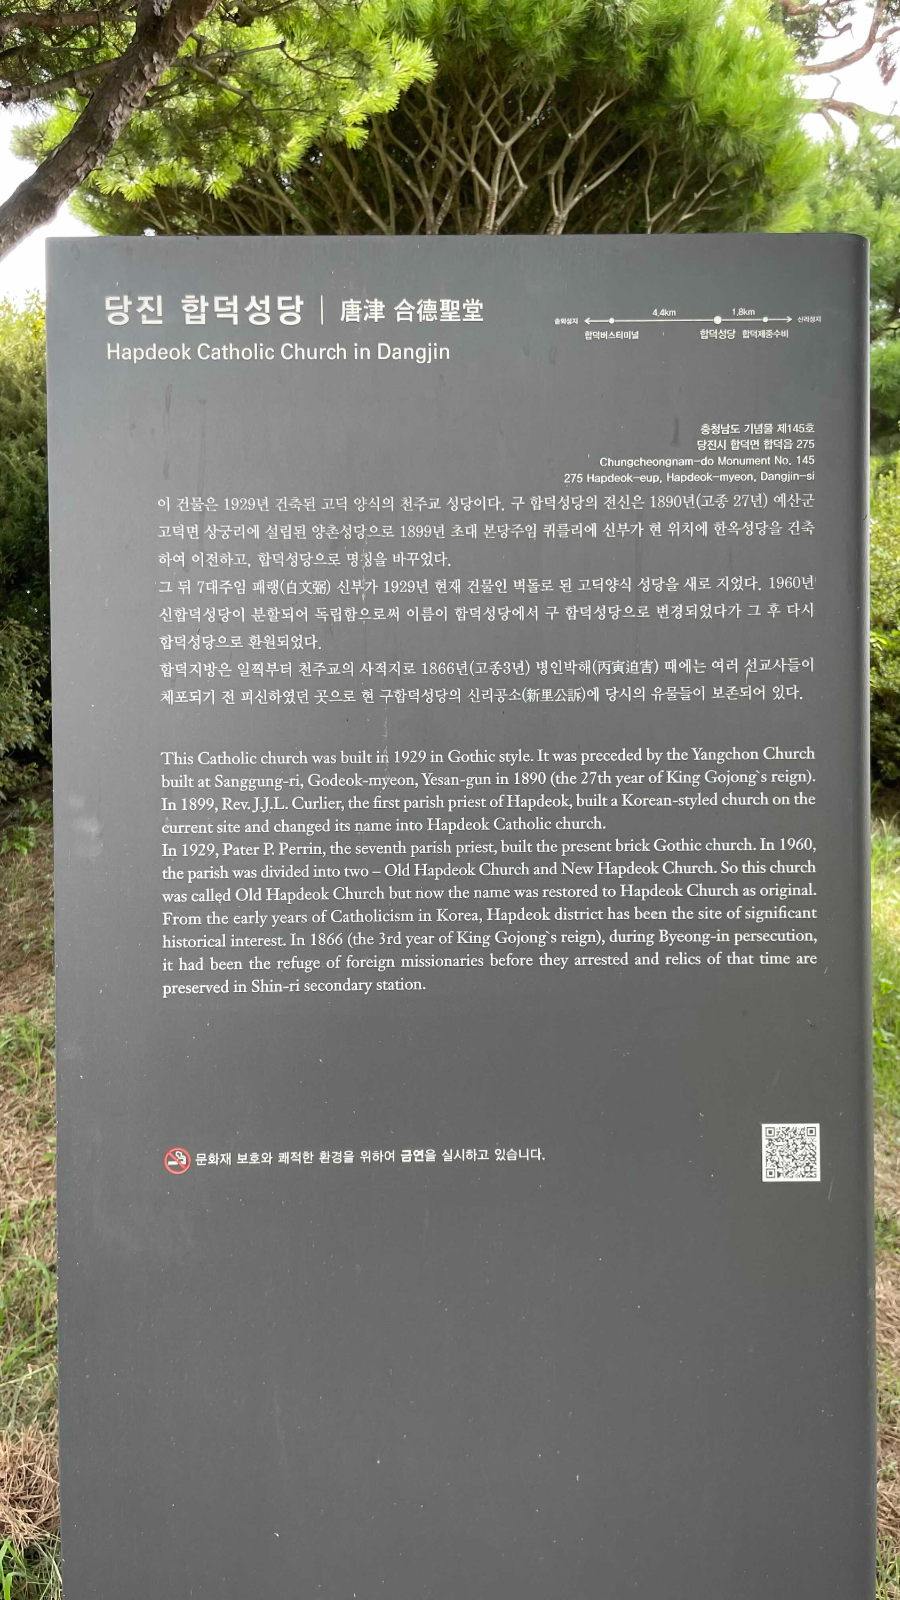 당진 합덕성당 | 唐津 合德聖堂
Hapdeok Catholic Church in Dangjin
솔뫼성지 4.4km 1.8km 신리성지
합덕버스터미널 합덕성당 합덕제중수비
충청남도 기념물 제145호
당진시 합덕면 합덕읍 275
Chungcheongnam-do Monument No. 145
275 Hapdeok-eup, Hapdeok-myeon, Dangjin-si
이 건물은 1929년 건축된 고딕 양식의 천주교 성당이다. 구 합덕성당의 전신은 1890년(고종 27년) 예산군
고덕면 상궁리에 설립된 양촌성당으로 1899년 초대 본당주임 퀴를리에 신부가 현 위치에 한옥성당을 건축
하여 이전하고, 합덕성당으로 명칭을 바꾸었다.
그 뒤 7대주임 패랭(白文弼) 신부가 1929년 현재 건물인 벽돌로 된 고딕양식 성당을 새로 지었다. 1960년
신합덕성당이 분할되어 독립함으로써 이름이 합덕성당에서 구 합덕성당으로 변경되었다가 그 후 다시
합덕성당으로 환원되었다.
합덕지방은 일찍부터 천주교의 사적지로 1866년(고종3년) 병인박해(丙寅迫害) 때에는 여러 선교사들이
체포되기 전 피신하였던 곳으로 현 구합덕성당의 신리공소(新里公訴)에 당시의 유물들이 보존되어 있다.
This Catholic church was built in 1929 in Gothic style. It was preceded by the Yangchon Church
built at Sanggung-ri, Godeok-myeon, Yesan-gun in 1890 (the 27th year of King Gojong`s reign).
In 1899, Rev. J.J.L. Curlier, the first parish priest of Hapdeok, built a Korean-styled church on the
current site and changed its name into Hapdeok Catholic church.
In 1929, Pater P. Perrin, the seventh parish priest, built the present brick Gothic church. In 1960,
the parish was divided into two – Old Hapdeok Church and New Hapdeok Church. So this church
was called Old Hapdeok Church but now the name was restored to Hapdeok Church as original.
From the early years of Catholicism in Korea, Hapdeok district has been the site of significant
historical interest. In 1866 (the 3rd year of King Gojong`s reign), during Byeong-in persecution,
it had been the refuge of foreign missionaries before they arrested and relics of that time are
preserved in Shin-ri secondary station.
문화재 보호와 쾌적한 환경을 위하여 금연을 실시하고 있습니다.